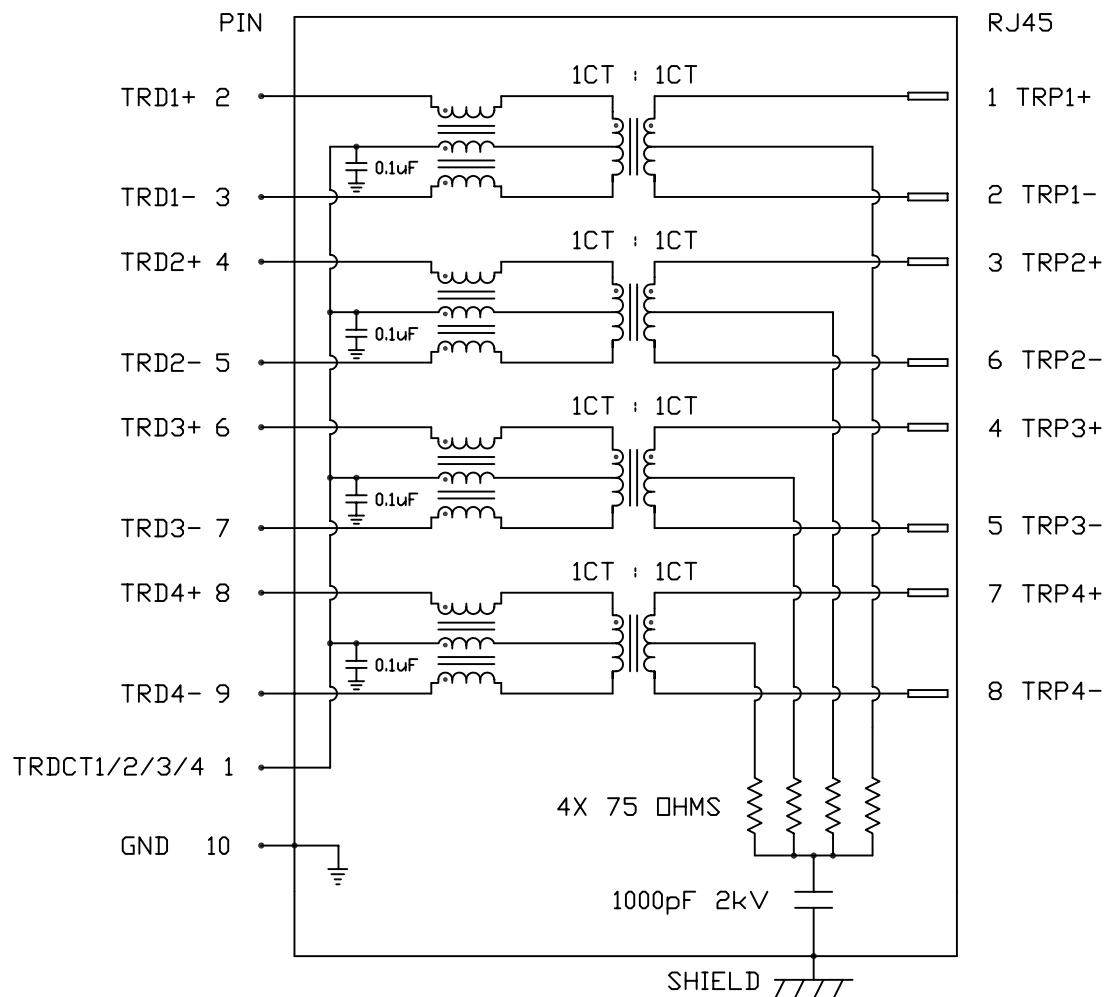 PIN RJ45
1CT : 1CT
TRD1+ 2 1 TRP1+
0.1uF
TRD1- 3 2 TRP1-
1CT : 1CT
TRD2+ 4 3 TRP2+
0.1uF
TRD2- 5 6 TRP2-
1CT : 1CT
TRD3+ 6 4 TRP3+
0.1uF
TRD3- 7 5 TRP3-
1CT : 1CT
TRD4+ 8 7 TRP4+
0.1uF
TRD4- 9 8 TRP4-
TRDCT1/2/3/4 1
4X 75 OHMS
GND 10
1000pF 2kV
SHIELD